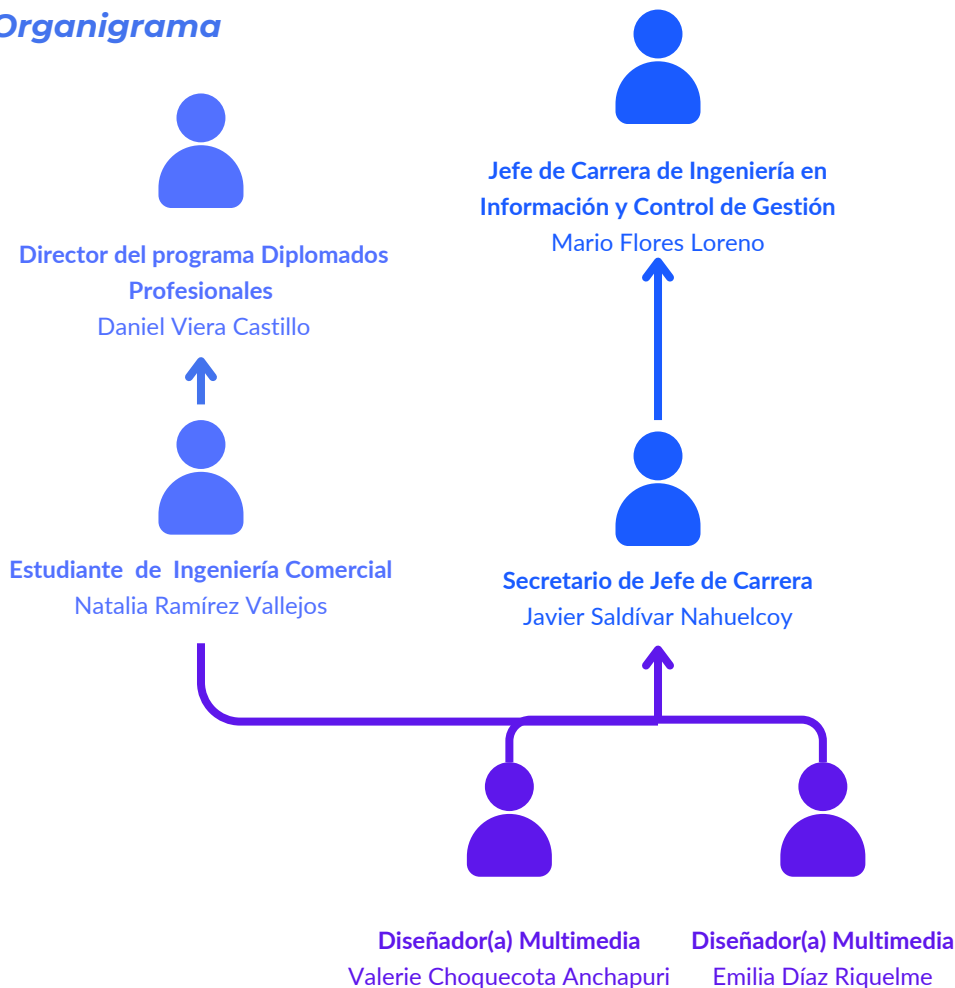 Organigrama
Jefe de Carrera de Ingeniería en
Información y Control de Gestión
Mario Flores Loreno
Director del programa Diplomados
Profesionales
Daniel Viera Castillo
Estudiante de Ingeniería Comercial
Natalia Ramírez Vallejos
Secretario de Jefe de Carrera
Javier Saldívar Nahuelcoy
Diseñador(a) Multimedia
Valerie Choquecota Anchapuri
Diseñador(a) Multimedia
Emilia Díaz Riquelme